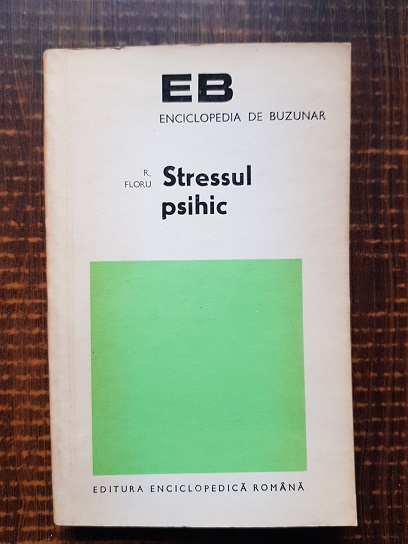 EB
ENCICLOPEDIA DE BUZUNAR
R. FLORU
Stressul
psihic
EDITURA ENCICLOPEDICĂ ROMÂNĂ